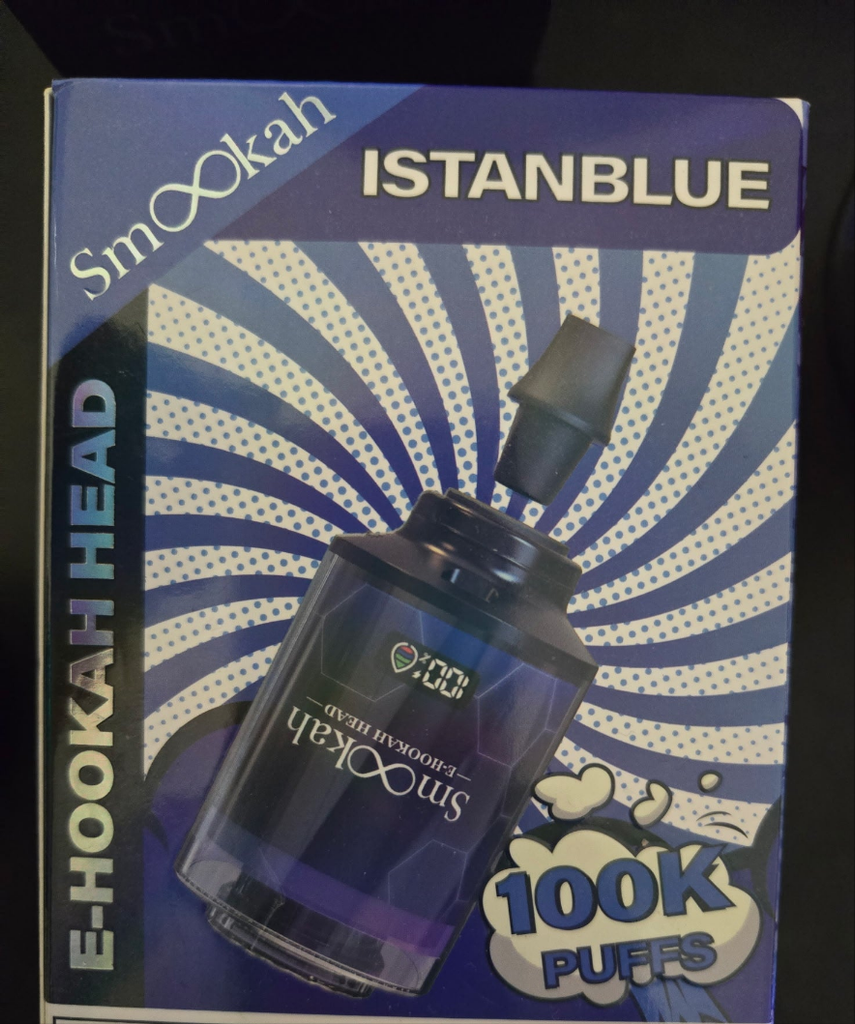 Smookah
ISTANBLUE
E-HOOKAH HEAD
100%
Smookah
E-HOOKAH HEAD
100K
PUFFS